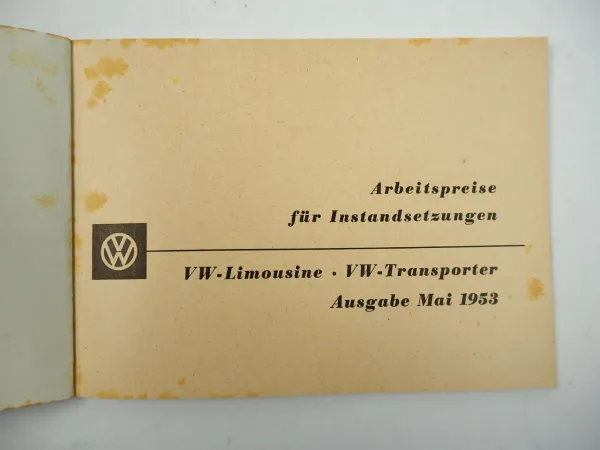 Arbeitspreise
für Instandsetzungen
VW
VW-Limousine · VW-Transporter
Ausgabe Mai 1953